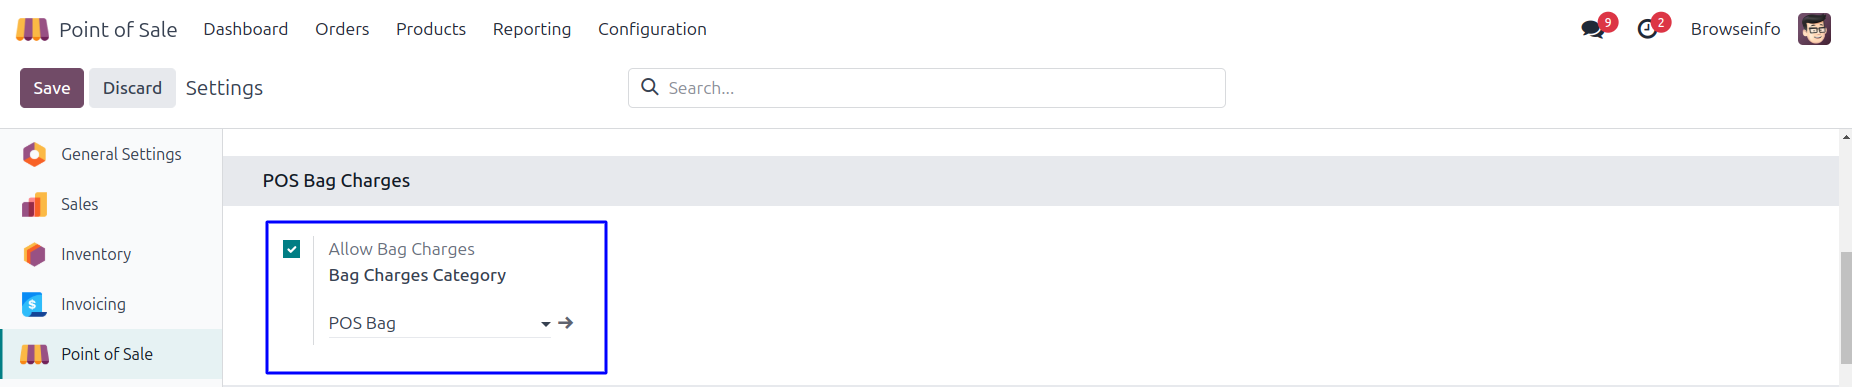 Point of Sale Dashboard Orders Products Reporting Configuration 9 2 Browseinfo
Save Discard Settings Search...
General Settings
Sales
Inventory
Invoicing
Point of Sale
POS Bag Charges
Allow Bag Charges
Bag Charges Category
POS Bag